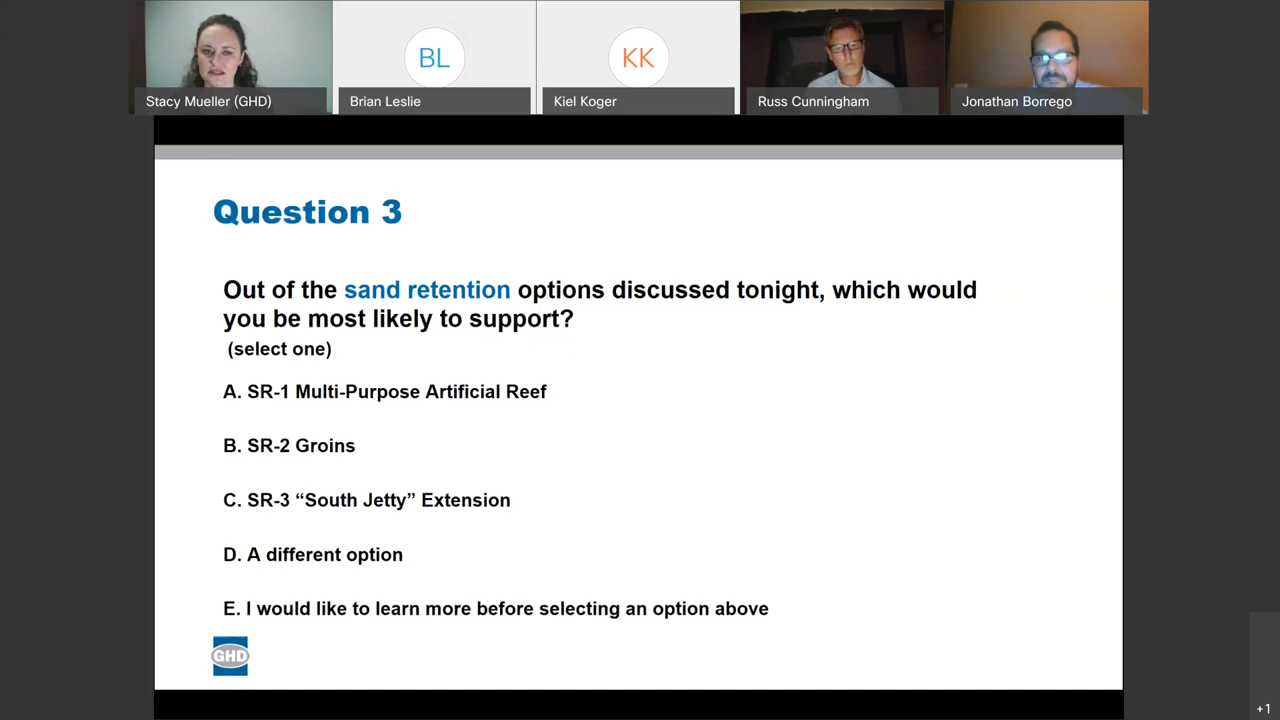 BL
KK
Stacy Mueller (GHD)
Brian Leslie
Kiel Koger
Russ Cunningham
Jonathan Borrego
Question 3
Out of the sand retention options discussed tonight, which would
you be most likely to support?
(select one)
A. SR-1 Multi-Purpose Artificial Reef
B. SR-2 Groins
C. SR-3 “South Jetty” Extension
D. A different option
E. I would like to learn more before selecting an option above
GHD
+1